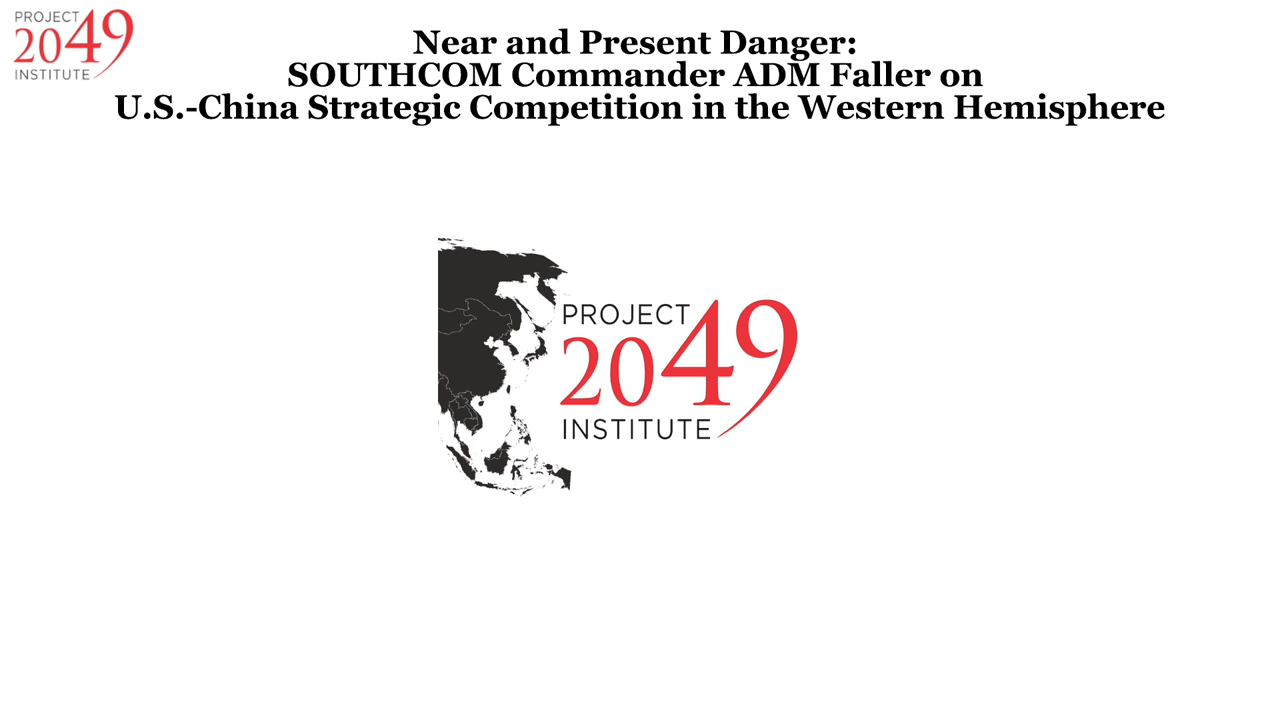 PROJECT
2049
INSTITUTE
Near and Present Danger:
SOUTHCOM Commander ADM Faller on
U.S.-China Strategic Competition in the Western Hemisphere
PROJECT
2049
INSTITUTE